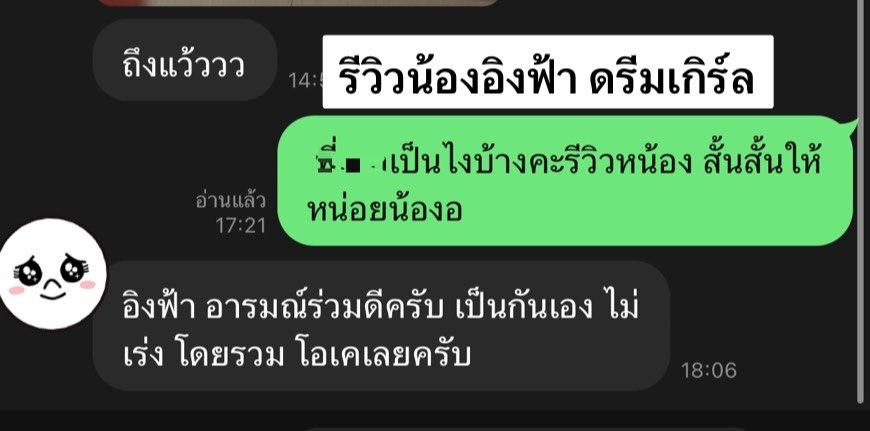 ถึงแว้ววว
14:5
รีวิวน้องอิงฟ้า ดรีมเกิร์ล
เป็นไงบ้างคะรีวิวหน้อง สั้นสั้นให้
หน่อยน้องอ
อ่านแล้ว
17:21
อิงฟ้า อารมณ์ร่วมดีครับ เป็นกันเอง ไม่
เร่ง โดยรวม โอเคเลยครับ
18:06